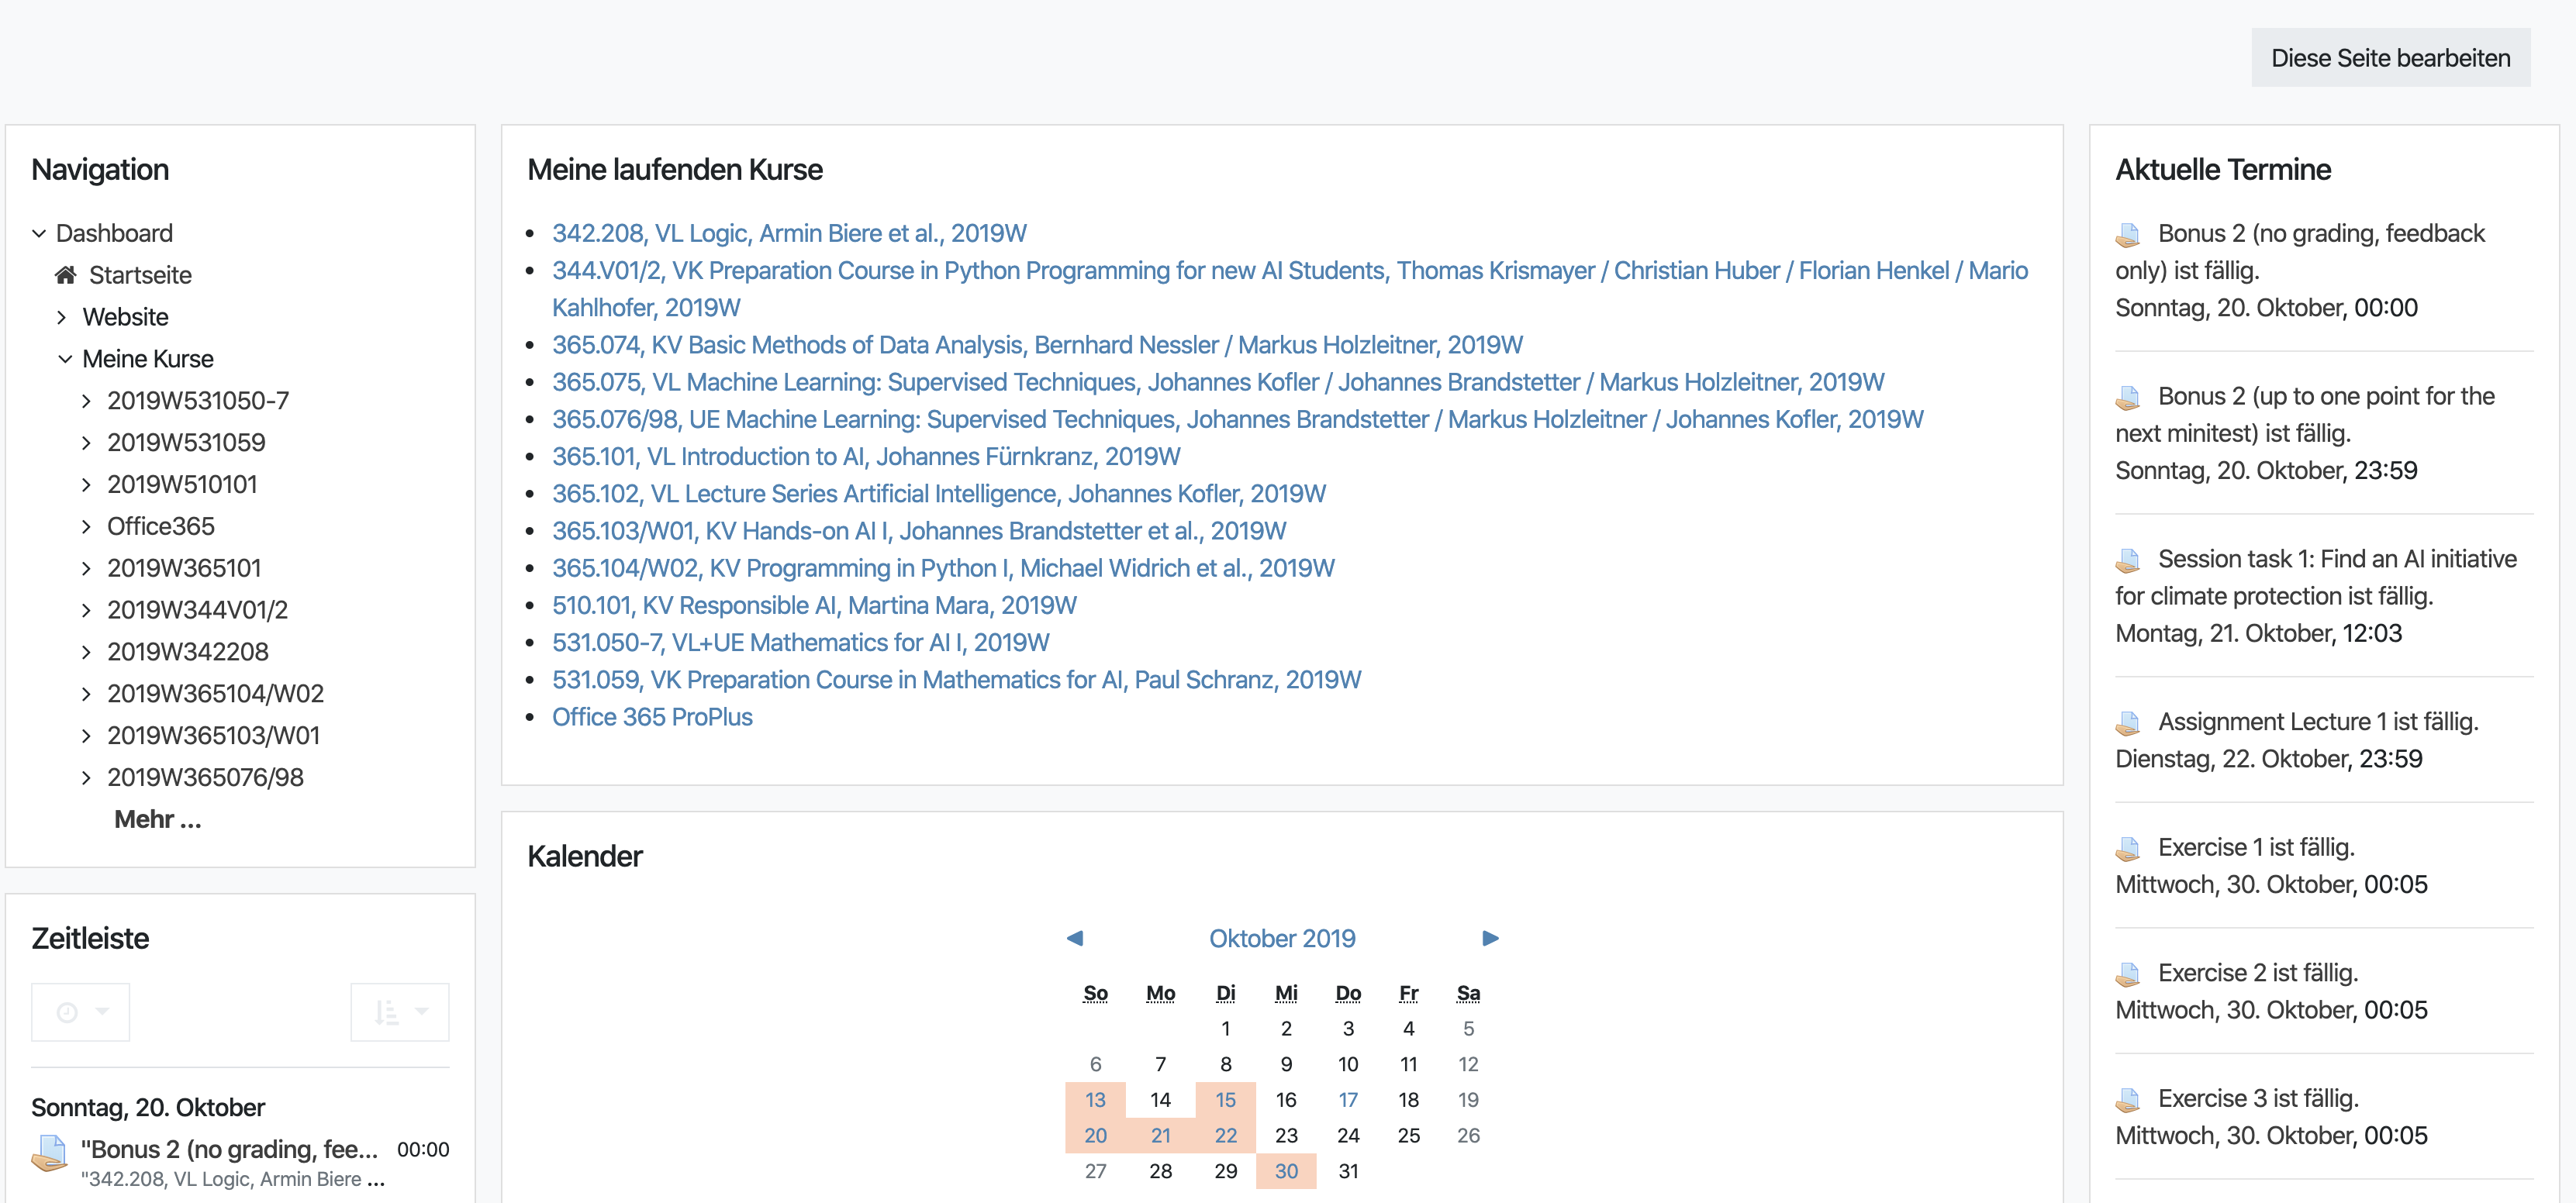 Diese Seite bearbeiten
Navigation
Dashboard
Startseite
Website
Meine Kurse
2019W531050-7
2019W531059
2019W510101
Office365
2019W365101
2019W344V01/2
2019W342208
2019W365104/W02
2019W365103/W01
2019W365076/98
Mehr ...
Zeitleiste
Sonntag, 20. Oktober
"Bonus 2 (no grading, fee... 00:00
"342.208, VL Logic, Armin Biere ...
Meine laufenden Kurse
342.208, VL Logic, Armin Biere et al., 2019W
344.V01/2, VK Preparation Course in Python Programming for new AI Students, Thomas Krismayer / Christian Huber / Florian Henkel / Mario
Kahlhofer, 2019W
365.074, KV Basic Methods of Data Analysis, Bernhard Nessler / Markus Holzleitner, 2019W
365.075, VL Machine Learning: Supervised Techniques, Johannes Kofler / Johannes Brandstetter / Markus Holzleitner, 2019W
365.076/98, UE Machine Learning: Supervised Techniques, Johannes Brandstetter / Markus Holzleitner / Johannes Kofler, 2019W
365.101, VL Introduction to AI, Johannes Fürnkranz, 2019W
365.102, VL Lecture Series Artificial Intelligence, Johannes Kofler, 2019W
365.103/W01, KV Hands-on AI I, Johannes Brandstetter et al., 2019W
365.104/W02, KV Programming in Python I, Michael Widrich et al., 2019W
510.101, KV Responsible AI, Martina Mara, 2019W
531.050-7, VL+UE Mathematics for AI I, 2019W
531.059, VK Preparation Course in Mathematics for AI, Paul Schranz, 2019W
Office 365 ProPlus
Kalender
◄ Oktober 2019 ►
So Mo Di Mi Do Fr Sa
1 2 3 4 5
6 7 8 9 10 11 12
13 14 15 16 17 18 19
20 21 22 23 24 25 26
27 28 29 30 31
Aktuelle Termine
Bonus 2 (no grading, feedback
only) ist fällig.
Sonntag, 20. Oktober, 00:00
Bonus 2 (up to one point for the
next minitest) ist fällig.
Sonntag, 20. Oktober, 23:59
Session task 1: Find an AI initiative
for climate protection ist fällig.
Montag, 21. Oktober, 12:03
Assignment Lecture 1 ist fällig.
Dienstag, 22. Oktober, 23:59
Exercise 1 ist fällig.
Mittwoch, 30. Oktober, 00:05
Exercise 2 ist fällig.
Mittwoch, 30. Oktober, 00:05
Exercise 3 ist fällig.
Mittwoch, 30. Oktober, 00:05